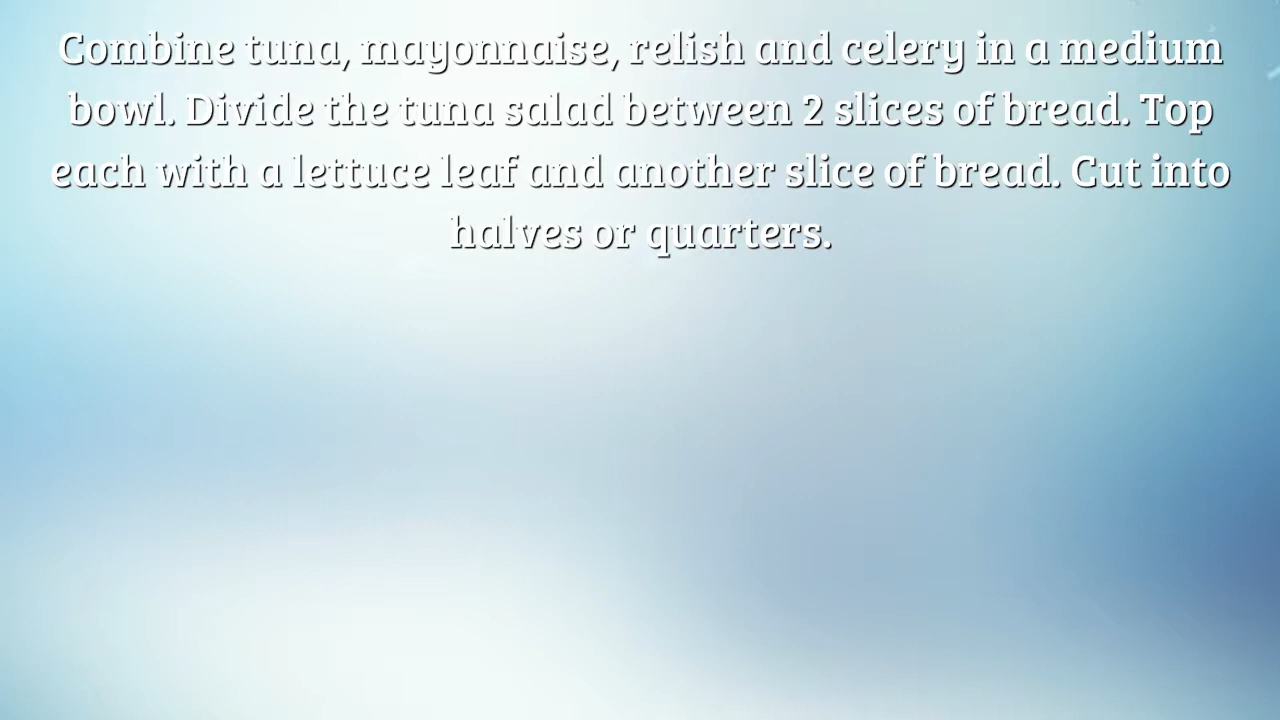 Combine tuna, mayonnaise, relish and celery in a medium
bowl. Divide the tuna salad between 2 slices of bread. Top
each with a lettuce leaf and another slice of bread. Cut into
halves or quarters.